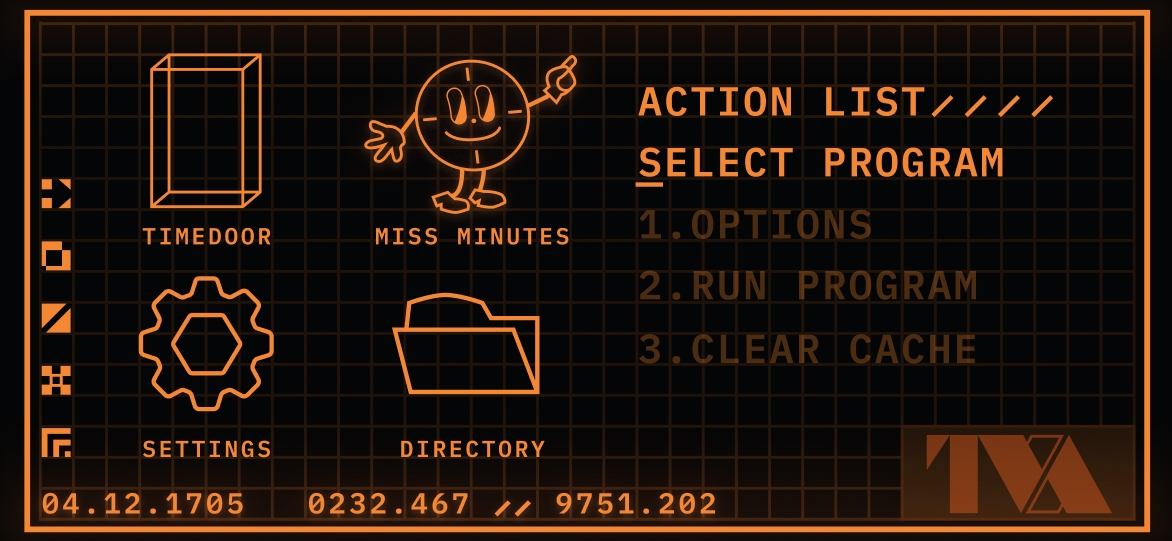 TIMEDOOR
MISS MINUTES
SETTINGS
DIRECTORY
ACTION LIST////
SELECT PROGRAM
1.OPTIONS
2.RUN PROGRAM
3.CLEAR CACHE
04.12.1705 0232.467 // 9751.202
TVA